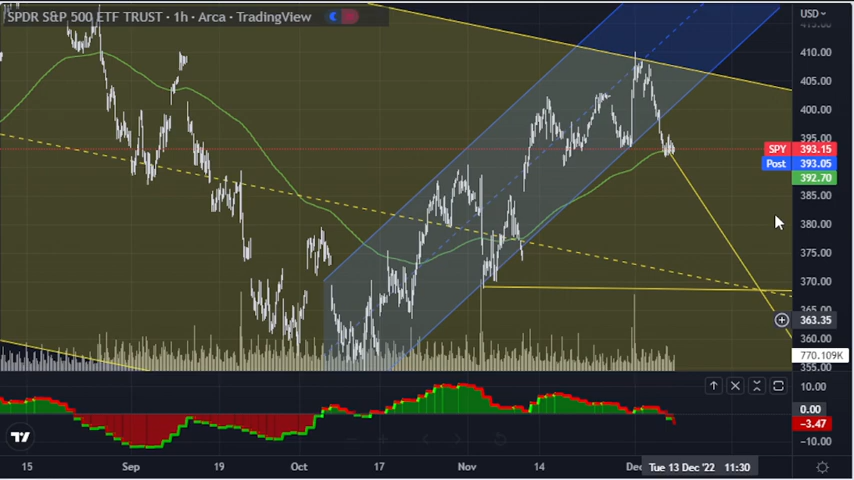 SPDR S&P 500 ETF TRUST · 1h · Arca · TradingView
USD
410.00
405.00
400.00
395.00
SPY 393.15
Post 393.05
392.70
385.00
380.00
375.00
370.00
365.00
363.35
360.00
770.109K
355.00
10.00
0.00
−3.47
−10.00
15 Sep 19 Oct 17 Nov 14 Dec Tue 13 Dec '22 11:30